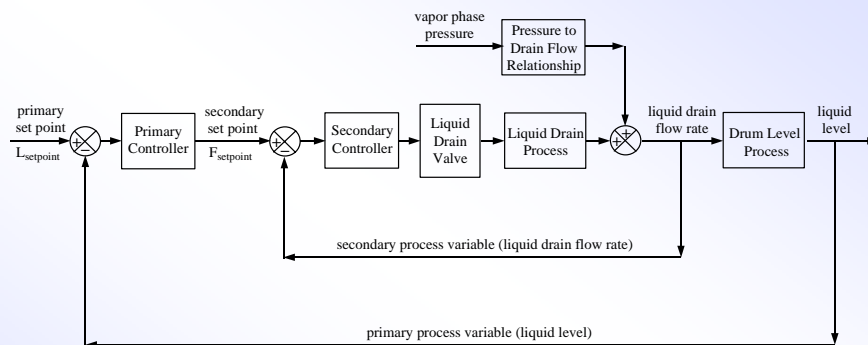 vapor phase
pressure
Pressure to
Drain Flow
Relationship
primary
set point
L setpoint
+
−
Primary
Controller
secondary
set point
F setpoint
+
−
Secondary
Controller
Liquid
Drain
Valve
Liquid Drain
Process
+
+
liquid drain
flow rate
Drum Level
Process
liquid
level
secondary process variable (liquid drain flow rate)
primary process variable (liquid level)